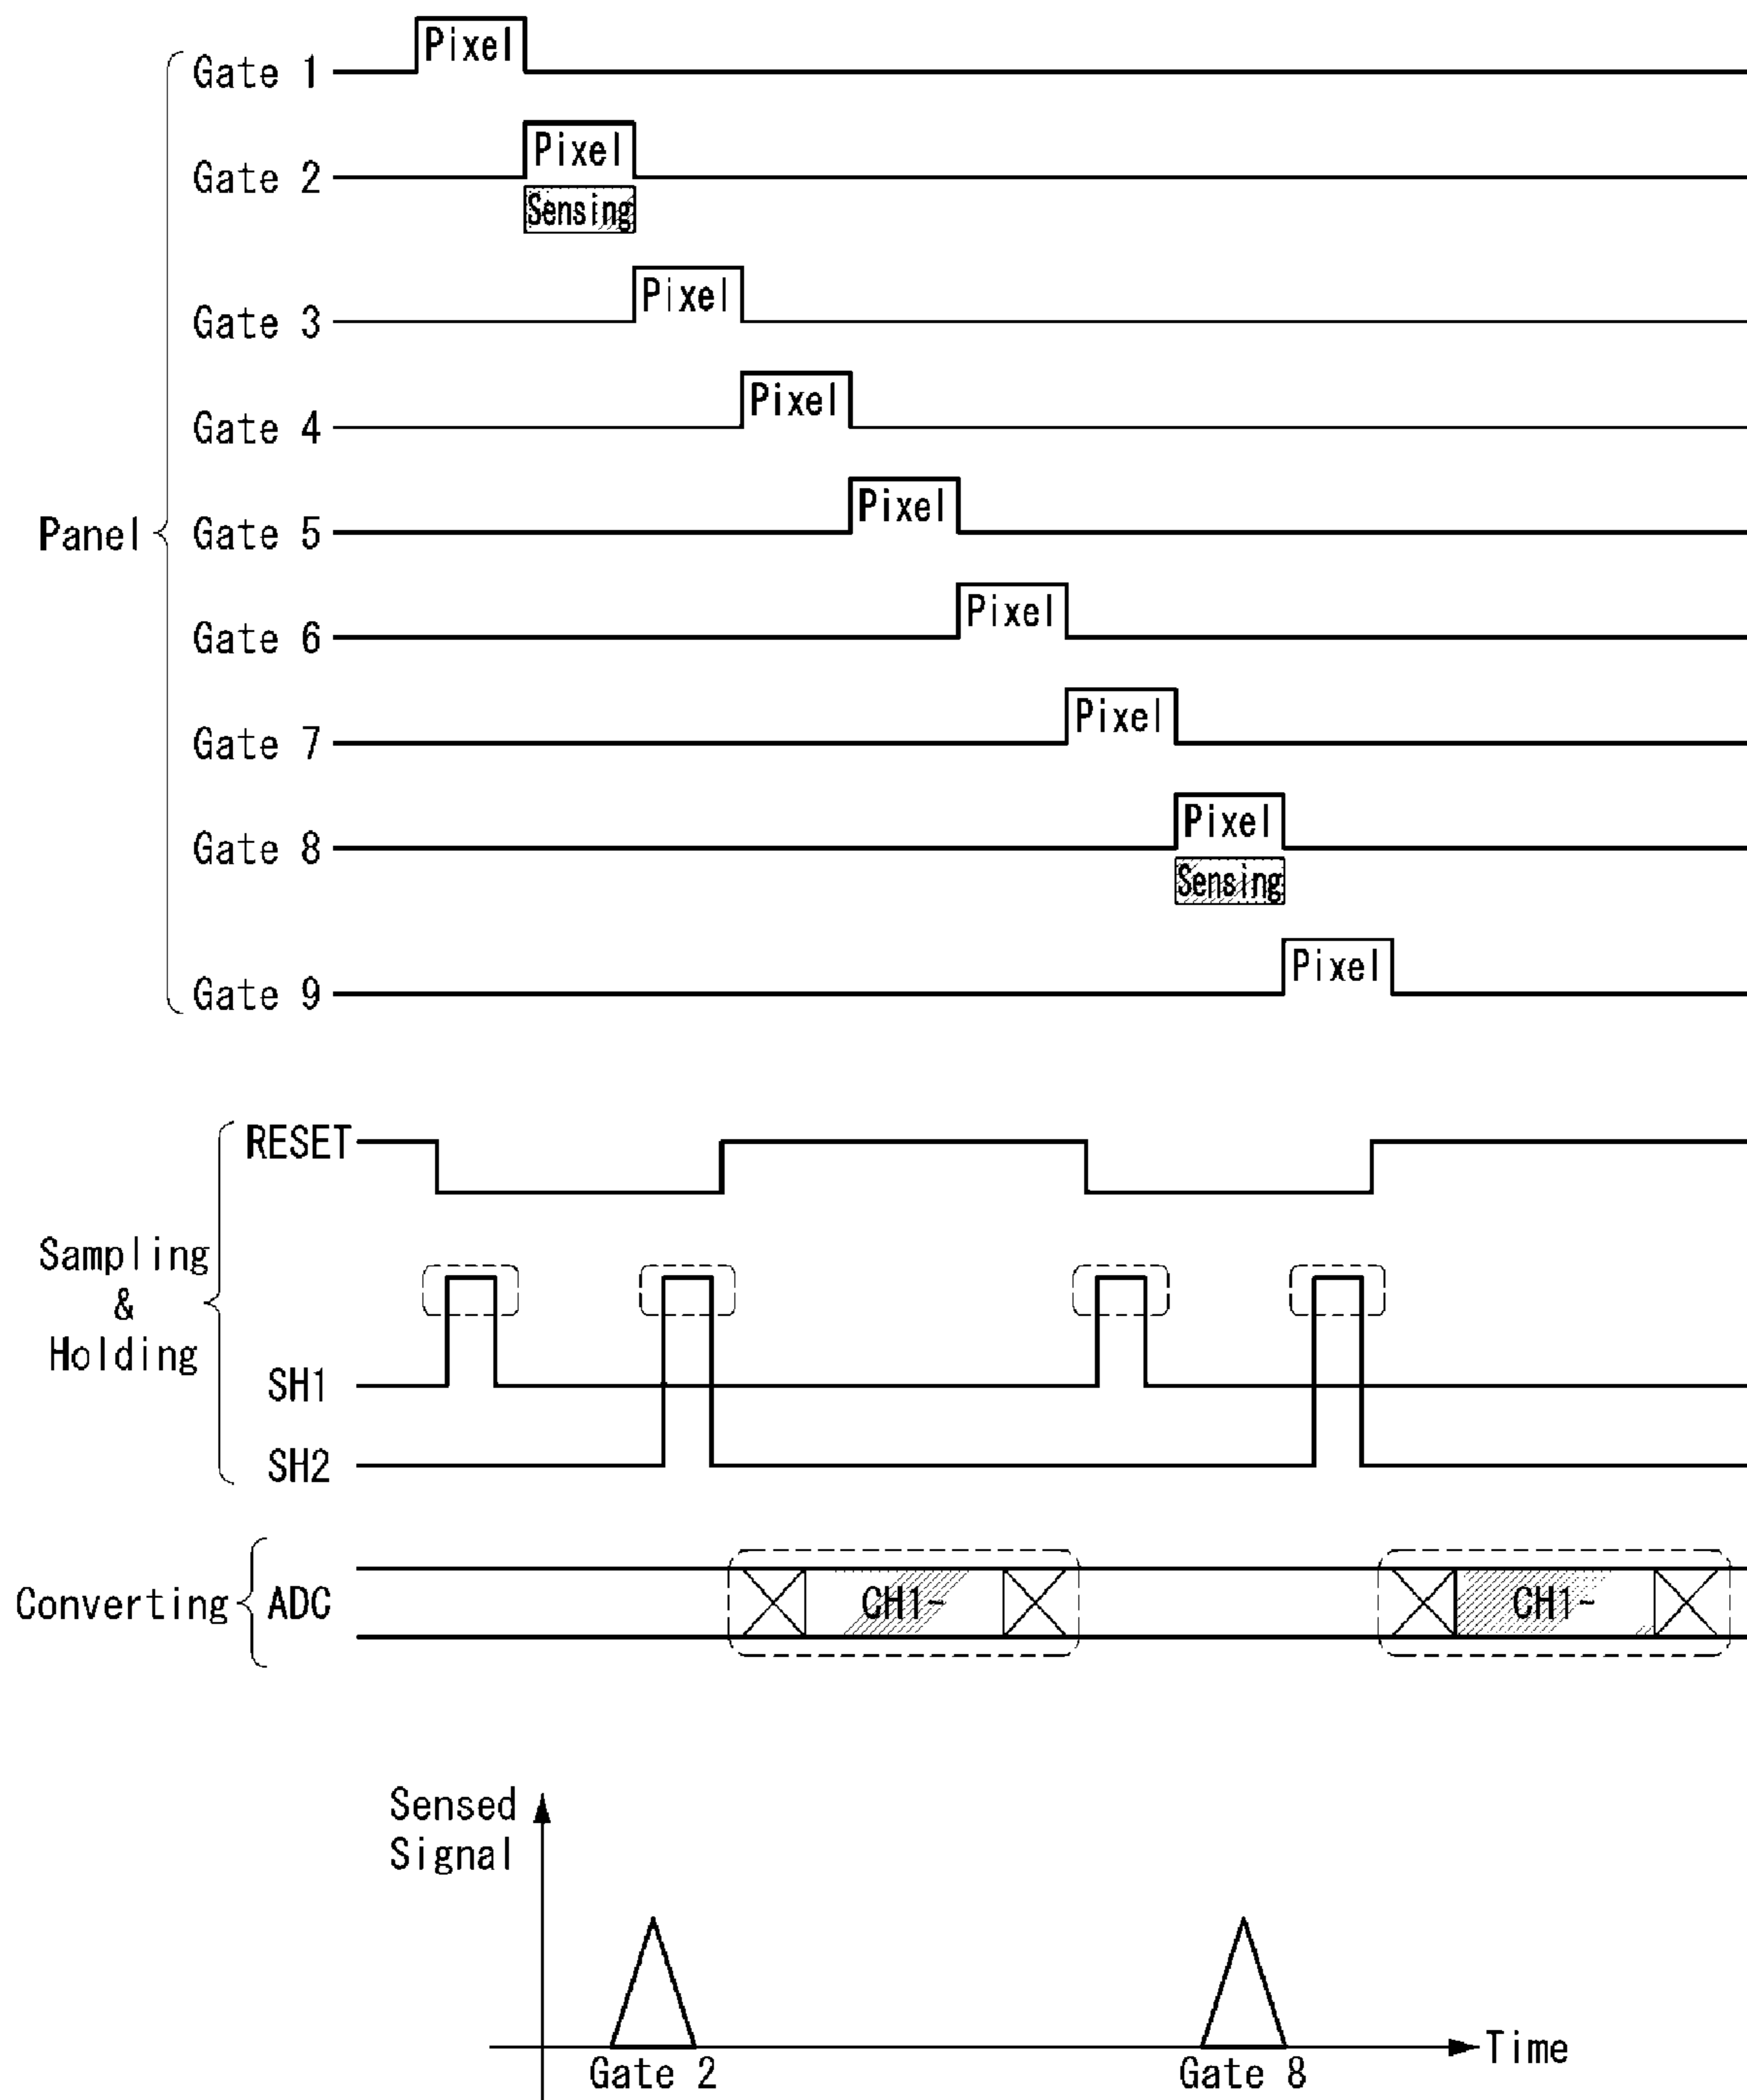 Gate 1
Pixel
Gate 2
Pixel
Sensing
Gate 3
Pixel
Gate 4
Pixel
Panel
Gate 5
Pixel
Gate 6
Pixel
Gate 7
Pixel
Gate 8
Pixel
Sensing
Gate 9
Pixel
RESET
Sampling
&
Holding
SH1
SH2
Converting
ADC
CH1-
CH1-
Sensed
Signal
Time
Gate 2
Gate 8